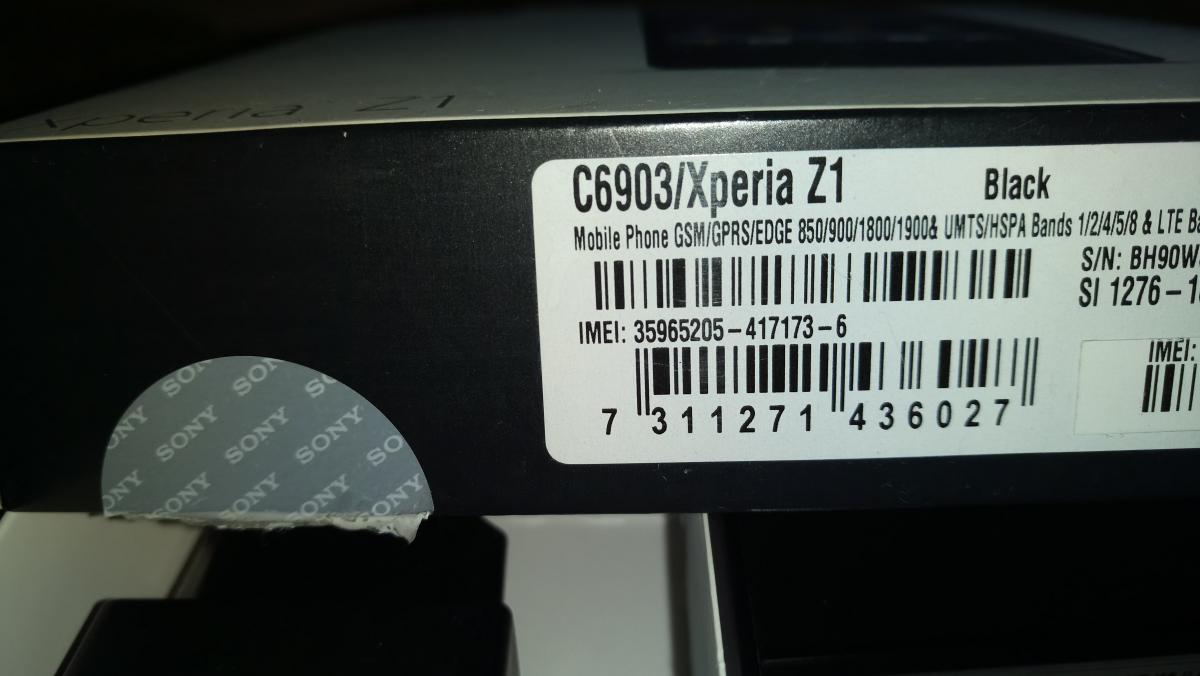 Xperia Z1
C6903/Xperia Z1 Black
Mobile Phone GSM/GPRS/EDGE 850/900/1800/1900& UMTS/HSPA Bands 1/2/4/5/8 & LTE
S/N: BH90W
SI 1276-1
IMEI: 35965205-417173-6
IMEI:
7 311271 436027
SONY SONY SONY
SONY SONY SONY SONY
SONY SONY SONY SONY